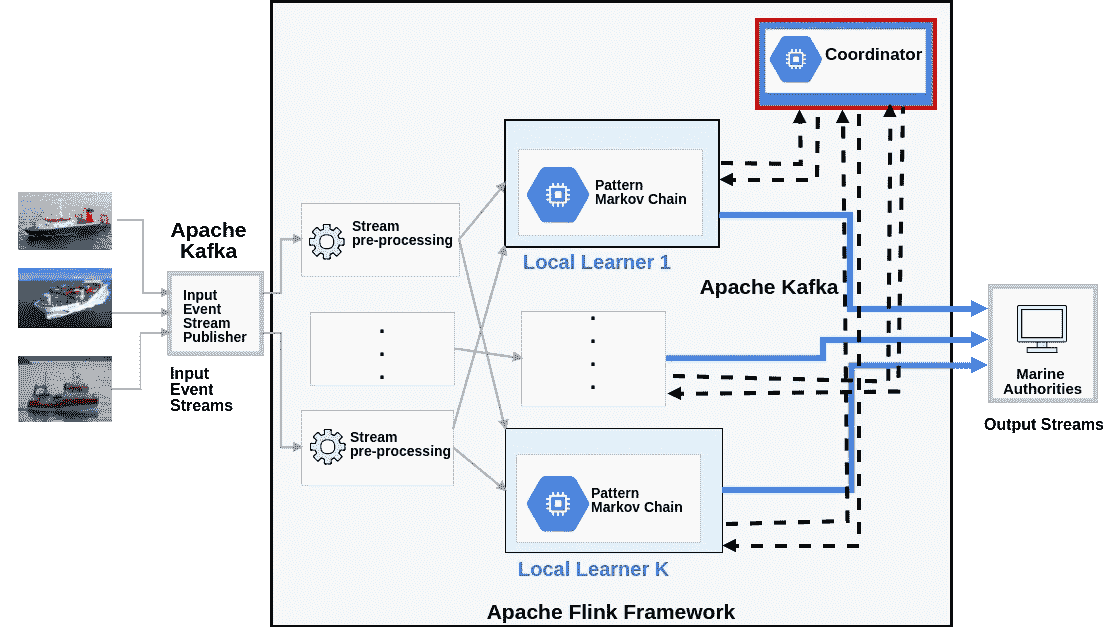 Coordinator
Pattern
Markov Chain
Local Learner 1
Apache
Kafka
Stream
pre-processing
Apache Kafka
Input
Event
Stream
Publisher
Input
Event
Streams
Marine
Authorities
Output Streams
Stream
pre-processing
Pattern
Markov Chain
Local Learner K
Apache Flink Framework